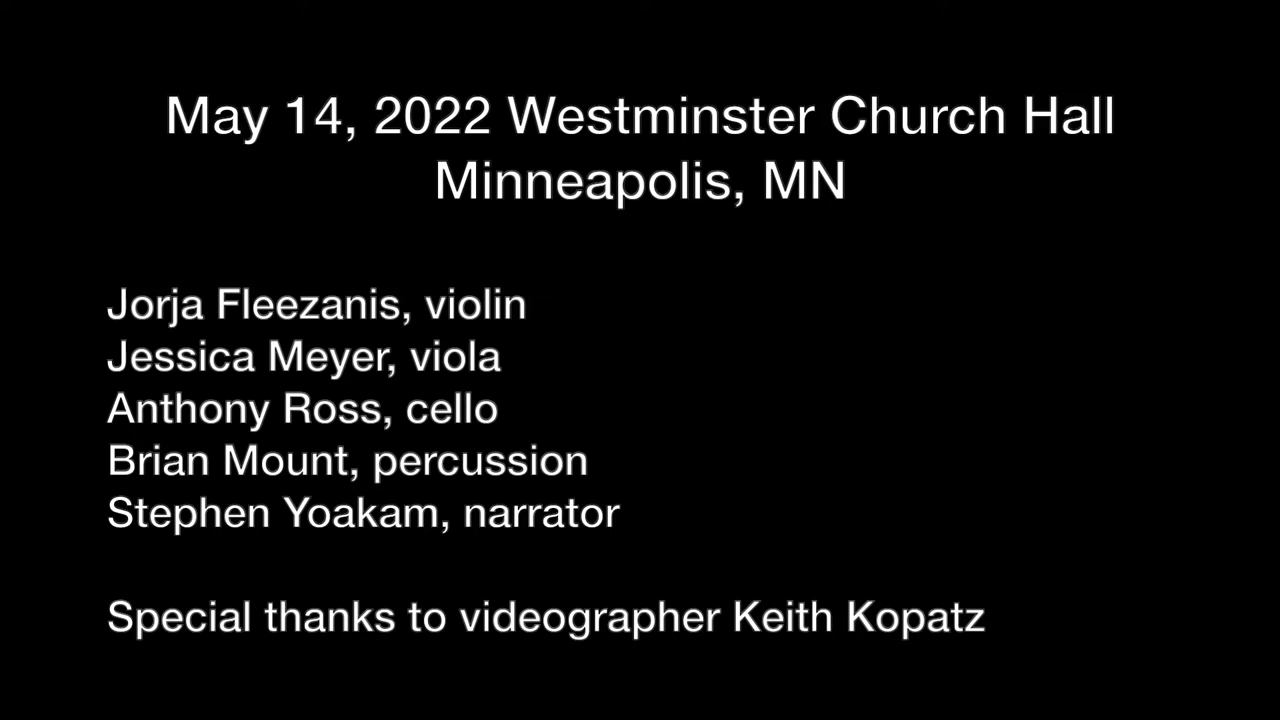 May 14, 2022 Westminster Church Hall
Minneapolis, MN
Jorja Fleezanis, violin
Jessica Meyer, viola
Anthony Ross, cello
Brian Mount, percussion
Stephen Yoakam, narrator
Special thanks to videographer Keith Kopatz